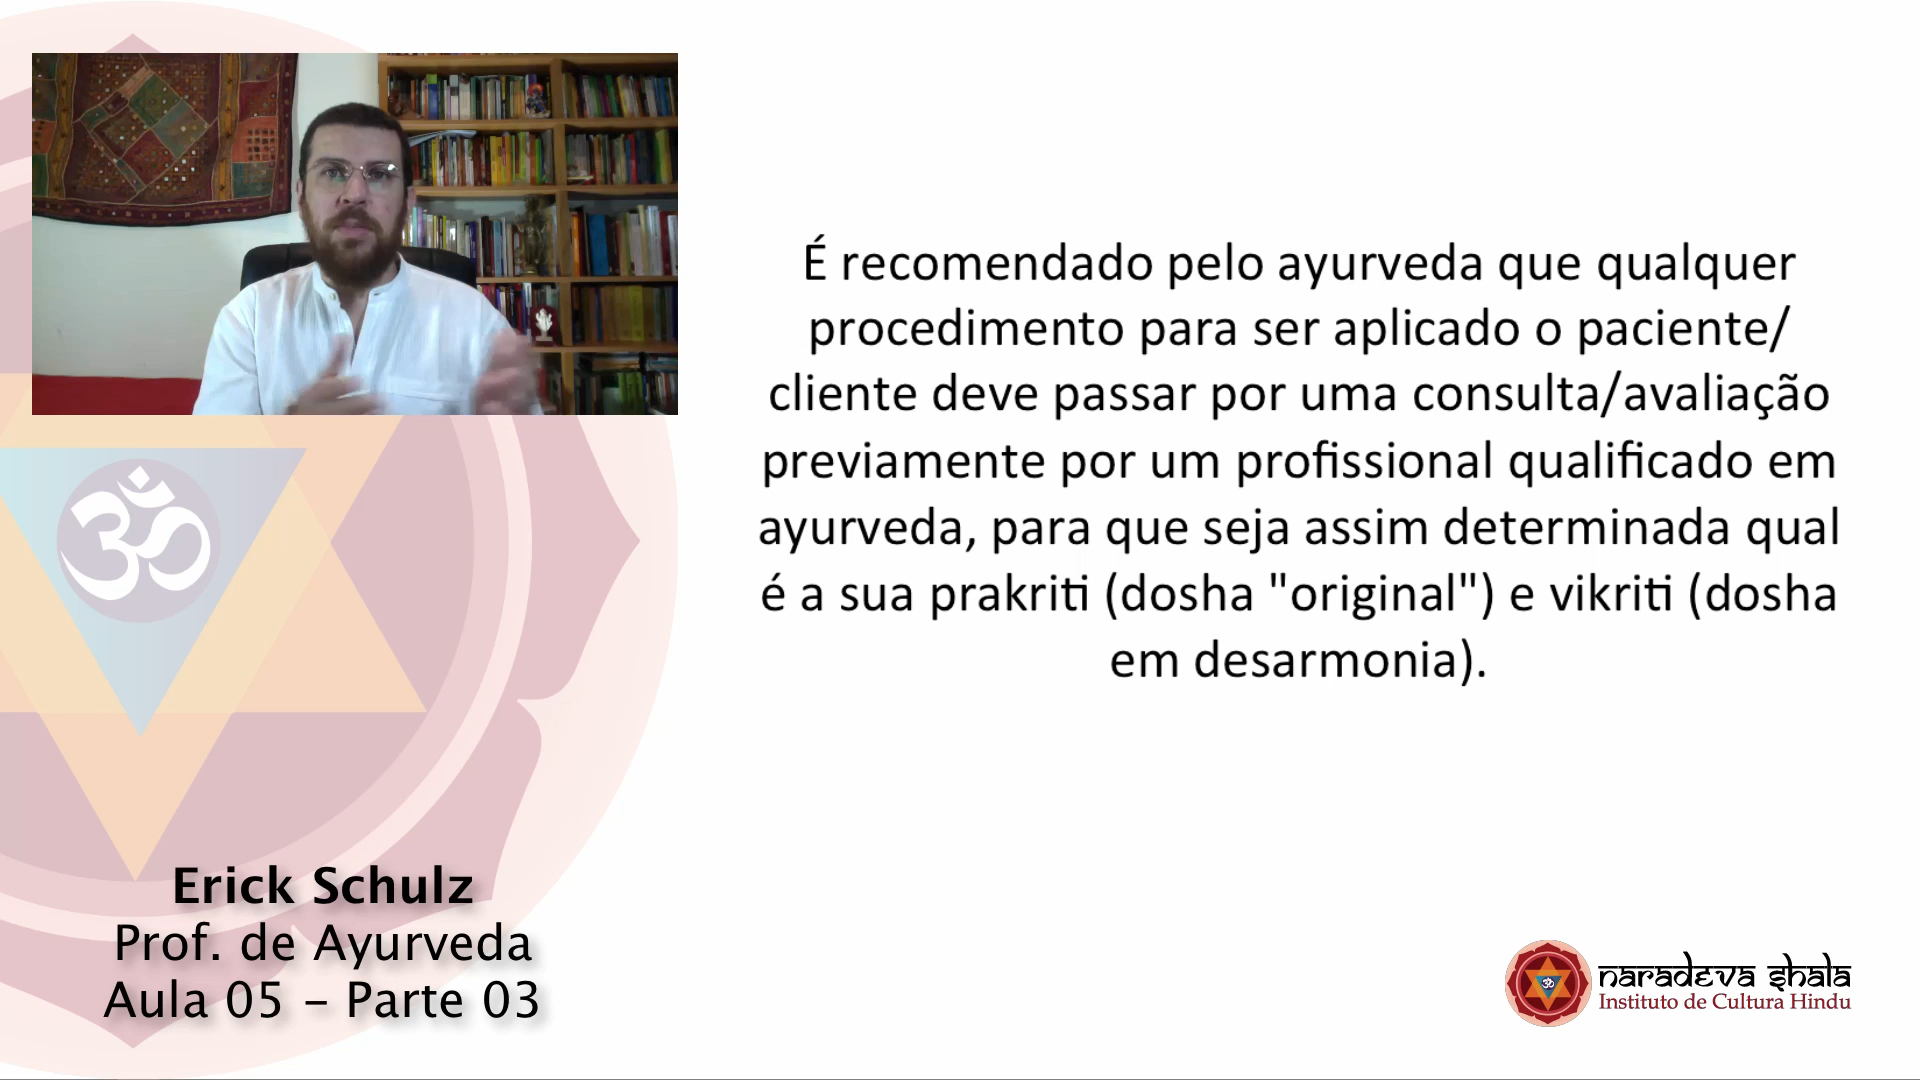 É recomendado pelo ayurveda que qualquer
procedimento para ser aplicado o paciente/
cliente deve passar por uma consulta/avaliação
previamente por um profissional qualificado em
ayurveda, para que seja assim determinada qual
é a sua prakriti (dosha "original") e vikriti (dosha
em desarmonia).
ॐ
Erick Schulz
Prof. de Ayurveda
Aula 05 – Parte 03
ॐ
naradeva shala
Instituto de Cultura Hindu